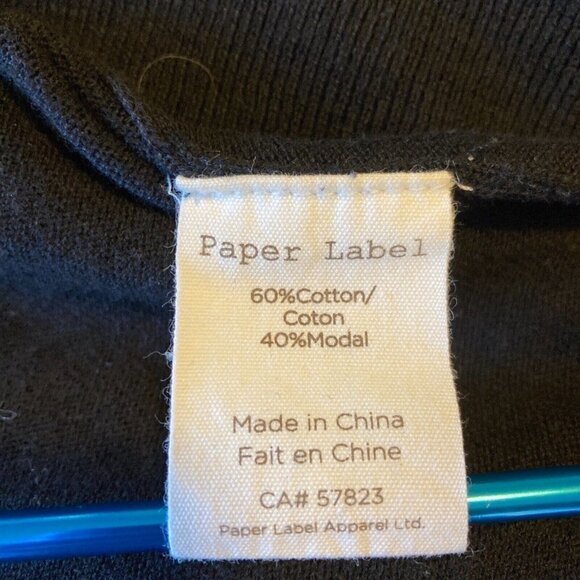 Paper Label
60%Cotton/
Coton
40%Modal
Made in China
Fait en Chine
CA# 57823
Paper Label Apparel Ltd.